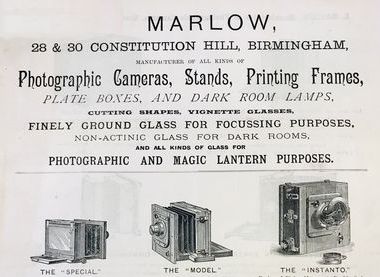 MARLOW,
28 & 30 CONSTITUTION HILL, BIRMINGHAM,
MANUFACTURER OF ALL KINDS OF
Photographic Cameras, Stands, Printing Frames,
PLATE BOXES, AND DARK ROOM LAMPS,
CUTTING SHAPES, VIGNETTE GLASSES,
FINELY GROUND GLASS FOR FOCUSSING PURPOSES,
NON-ACTINIC GLASS FOR DARK ROOMS,
AND ALL KINDS OF GLASS FOR
PHOTOGRAPHIC AND MAGIC LANTERN PURPOSES.
THE "SPECIAL." THE "MODEL." THE "INSTANTO."